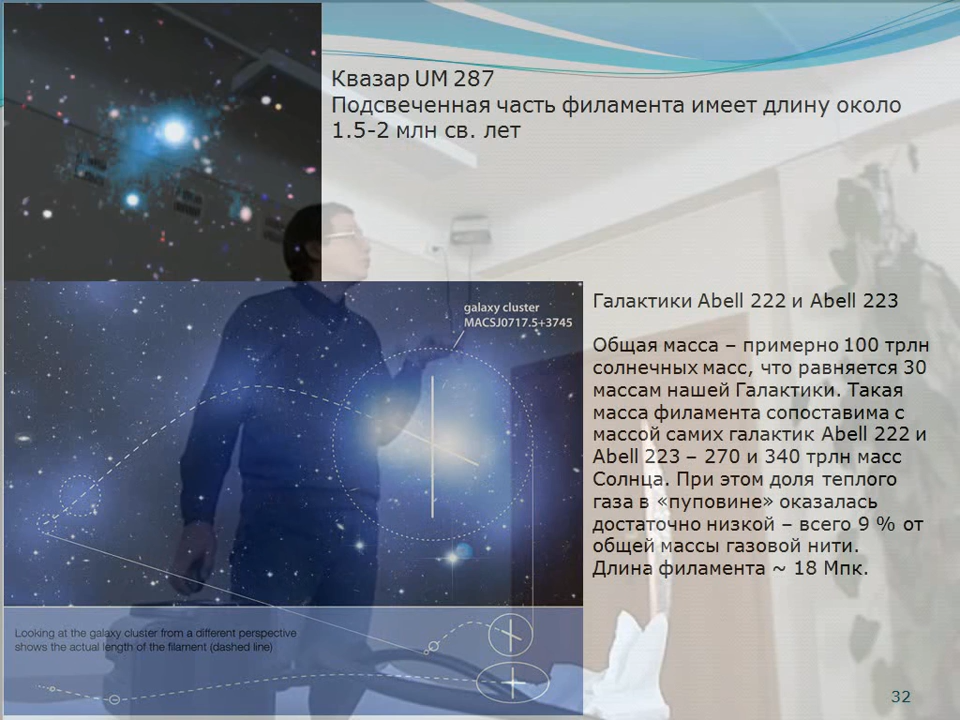 Квазар UM 287
Подсвеченная часть филамента имеет длину около
1.5-2 млн св. лет
galaxy cluster
MACSJ0717.5+3745
Галактики Abell 222 и Abell 223
Общая масса – примерно 100 трлн
солнечных масс, что равняется 30
массам нашей Галактики. Такая
масса филамента сопоставима с
массой самих галактик Abell 222 и
Abell 223 – 270 и 340 трлн масс
Солнца. При этом доля теплого
газа в «пуповине» оказалась
достаточно низкой – всего 9 % от
общей массы газовой нити.
Длина филамента ~ 18 Мпк.
Looking at the galaxy cluster from a different perspective
shows the actual length of the filament (dashed line)
32